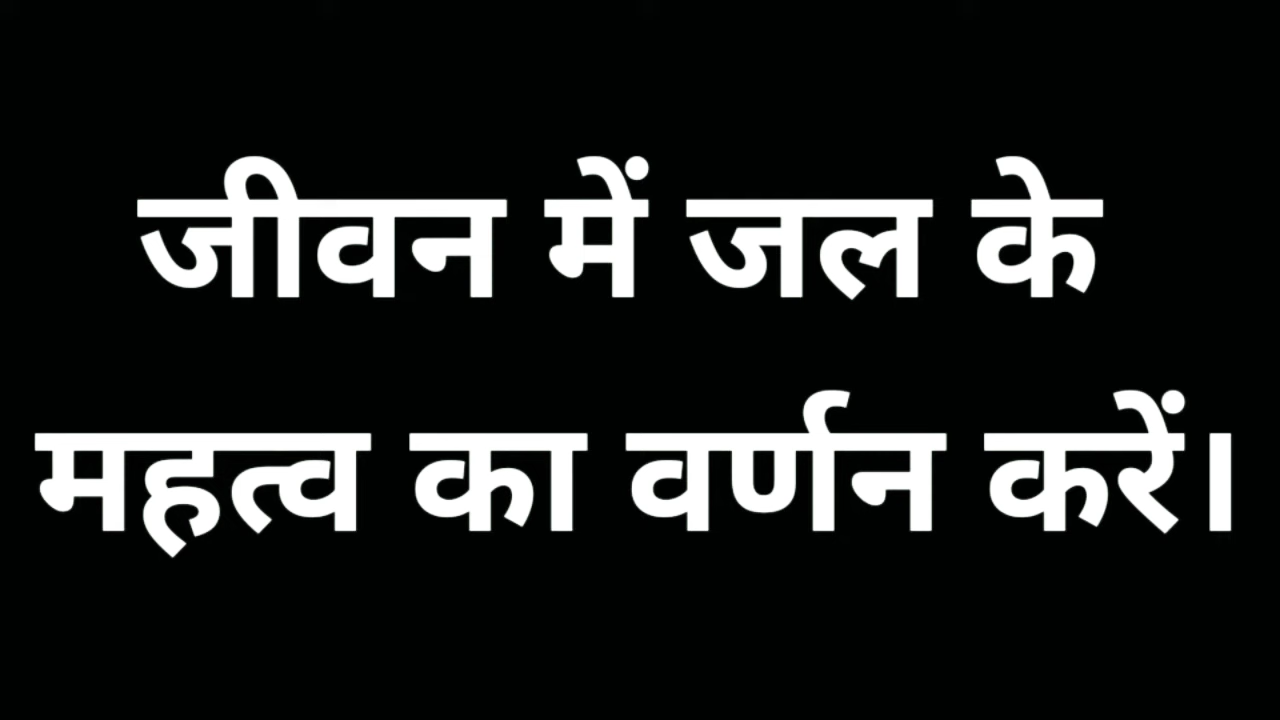 जीवन में जल के
महत्व का वर्णन करें।